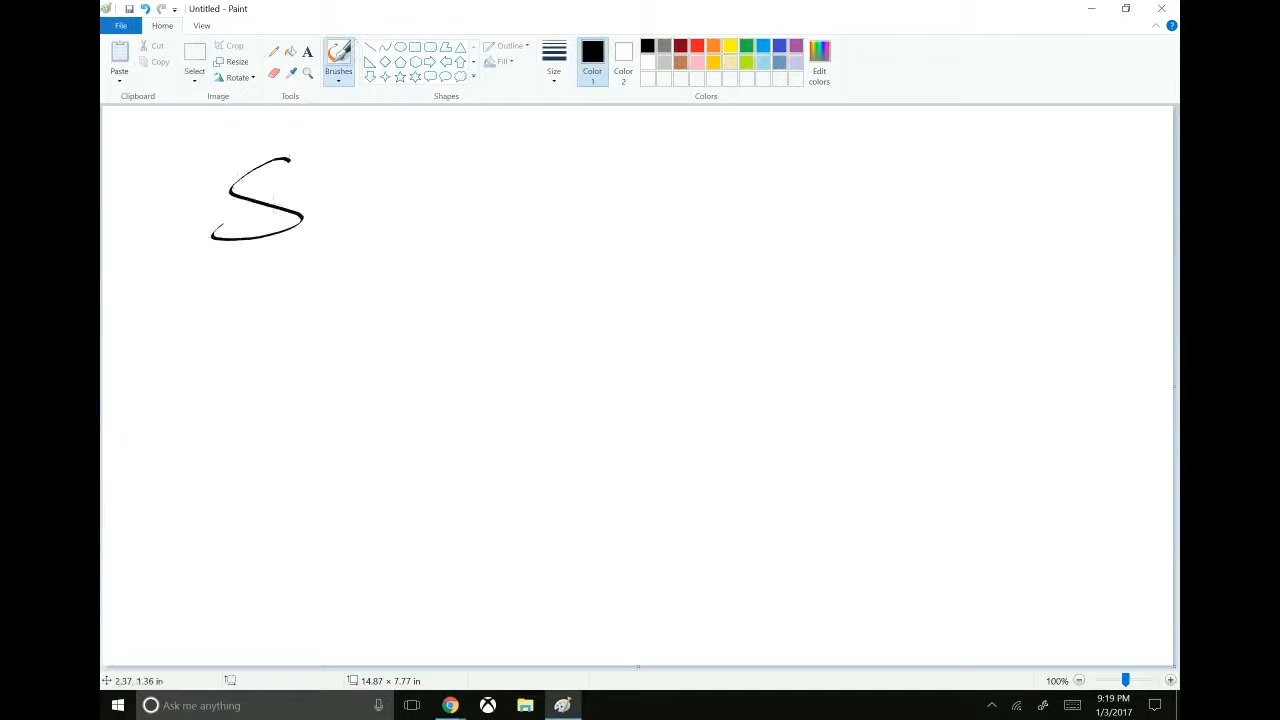 Untitled - Paint
File Home View
Paste
Cut
Copy
Clipboard
Select
Crop
Resize
Rotate
Image
A
Tools
Brushes
Shapes
Outline
Fill
Size
Color 1
Color 2
Edit colors
Colors
S
2.37, 1.36 in
14.87 × 7.77 in
100%
Ask me anything
9:19 PM
1/3/2017